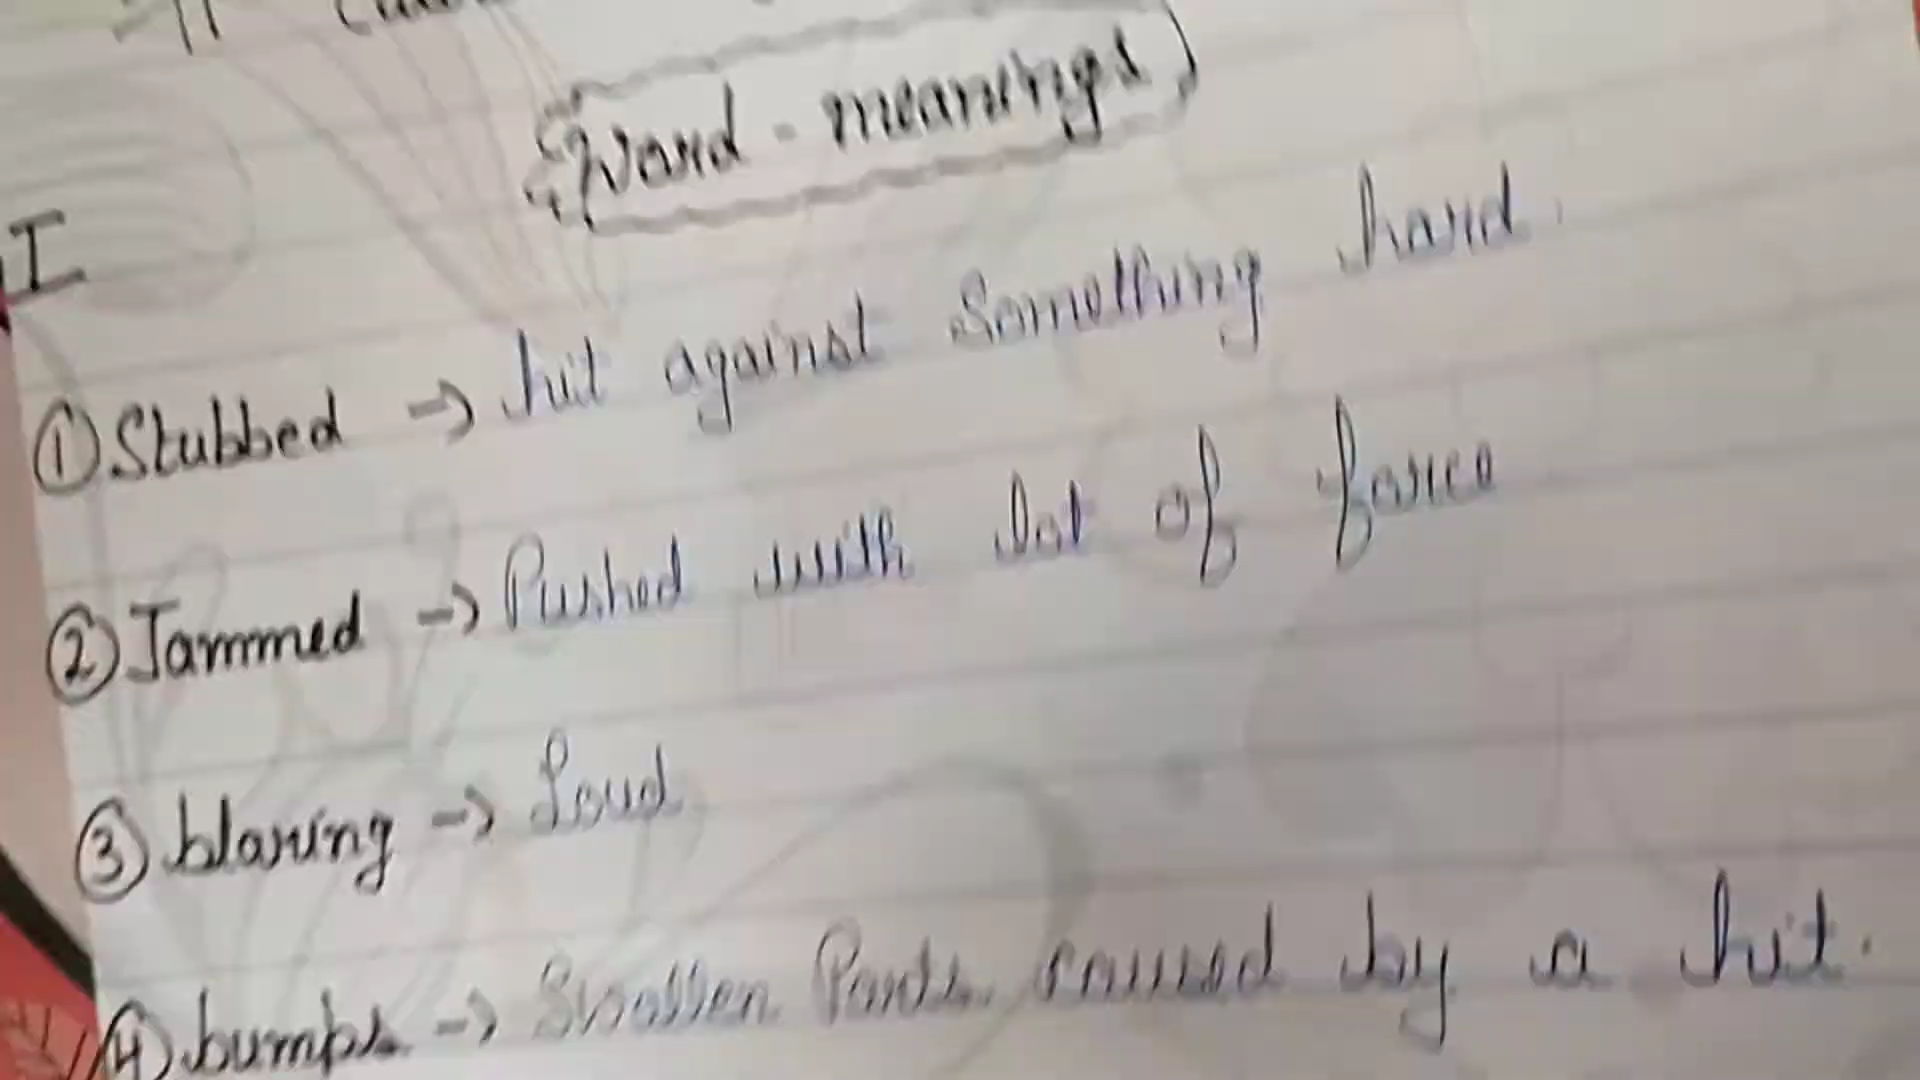 Word - meanings
I
① Stubbed → hit against Something hard.
② Jammed → Pushed with lot of force
③ blaring → Loud
④ bumps → Swollen Parts caused by a hit.